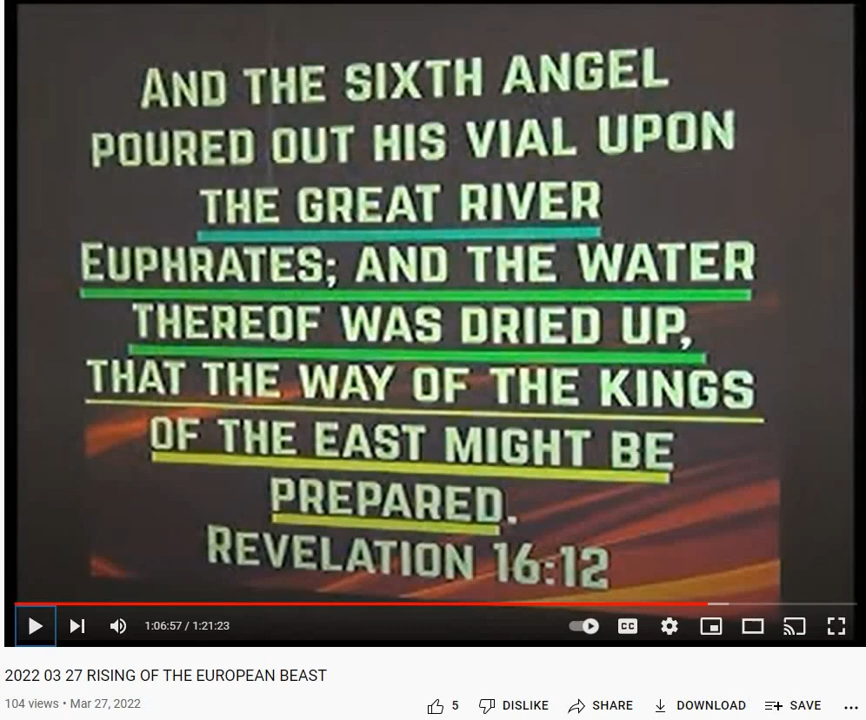 AND THE SIXTH ANGEL
POURED OUT HIS VIAL UPON
THE GREAT RIVER
EUPHRATES; AND THE WATER
THEREOF WAS DRIED UP,
THAT THE WAY OF THE KINGS
OF THE EAST MIGHT BE
PREPARED.
REVELATION 16:12
1:06:57 / 1:21:23
CC
2022 03 27 RISING OF THE EUROPEAN BEAST
104 views • Mar 27, 2022
5 DISLIKE SHARE DOWNLOAD SAVE ...